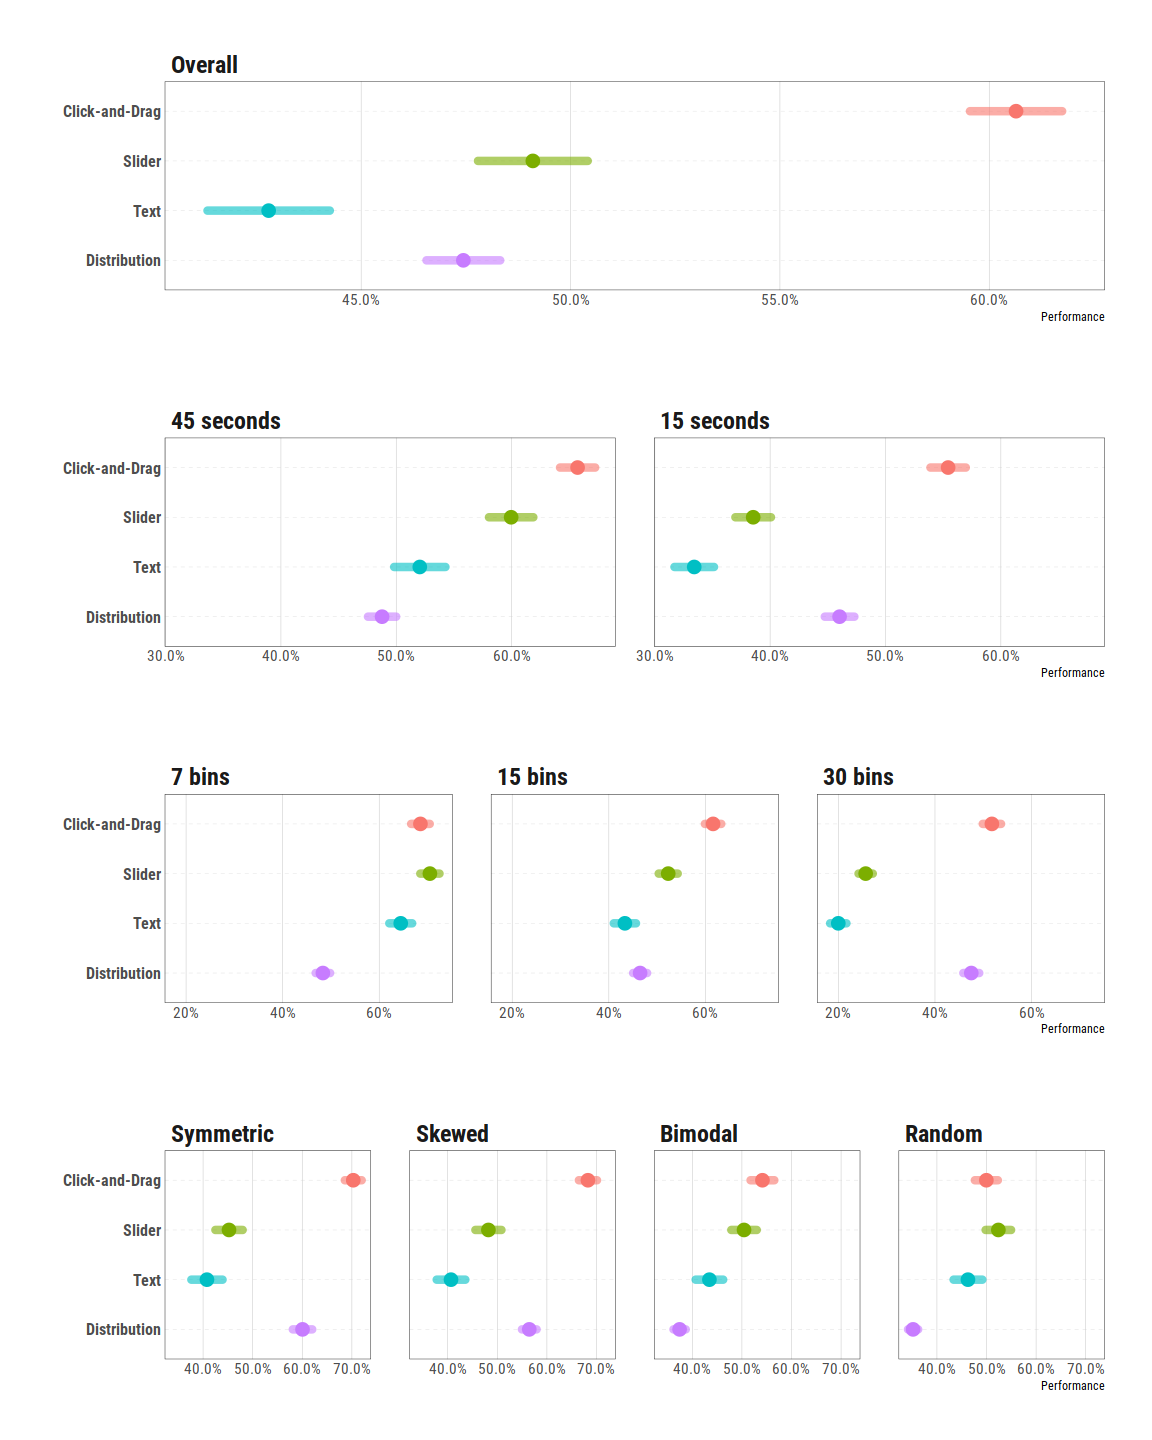 Overall
Click-and-Drag
Slider
Text
Distribution
45.0% 50.0% 55.0% 60.0%
Performance
45 seconds 15 seconds
Click-and-Drag
Slider
Text
Distribution
30.0% 40.0% 50.0% 60.0% 30.0% 40.0% 50.0% 60.0%
Performance
7 bins 15 bins 30 bins
Click-and-Drag
Slider
Text
Distribution
20% 40% 60% 20% 40% 60% 20% 40% 60%
Performance
Symmetric Skewed Bimodal Random
Click-and-Drag
Slider
Text
Distribution
40.0% 50.0% 60.0% 70.0% 40.0% 50.0% 60.0% 70.0% 40.0% 50.0% 60.0% 70.0% 40.0% 50.0% 60.0% 70.0%
Performance